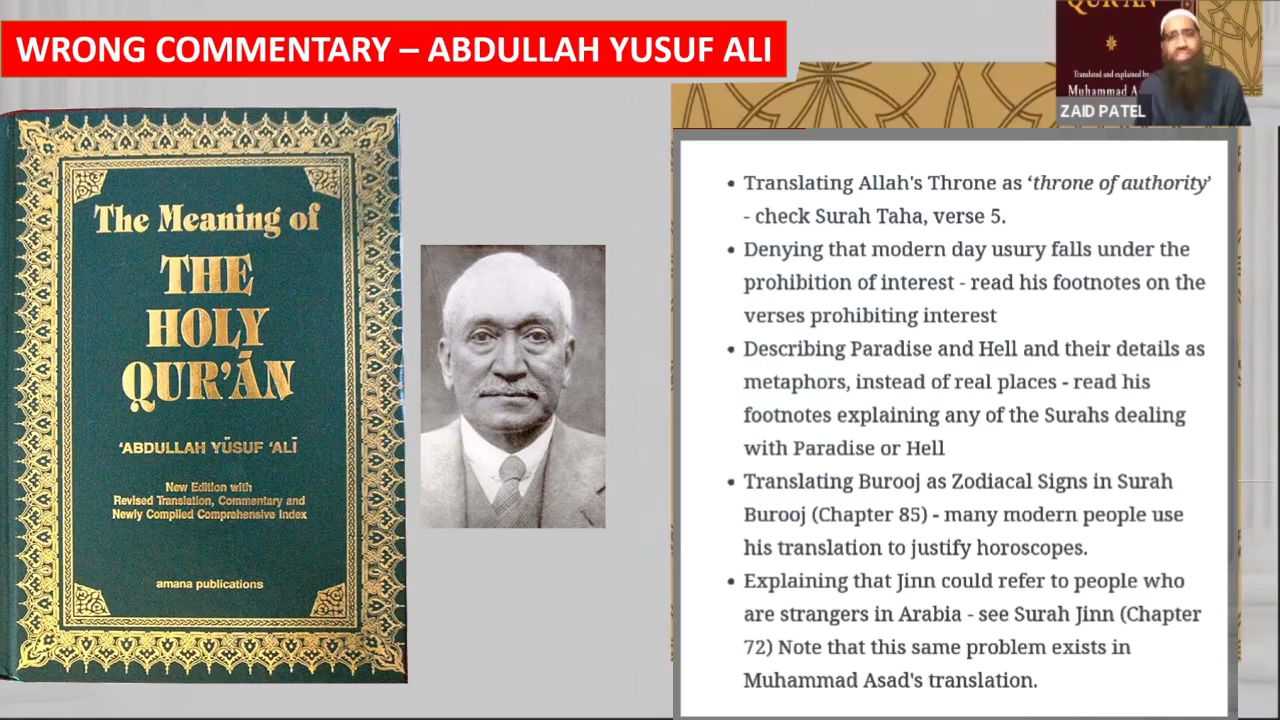 WRONG COMMENTARY – ABDULLAH YUSUF ALI
The Meaning of
THE
HOLY
QUR'ĀN
'ABDULLAH YŪSUF 'ALĪ
New Edition with
Revised Translation, Commentary and
Newly Compiled Comprehensive Index
amana publications
QUR'ĀN
Translated and explained by
Muhammad
ZAID PATEL
• Translating Allah's Throne as ‘throne of authority’
- check Surah Taha, verse 5.
• Denying that modern day usury falls under the
prohibition of interest - read his footnotes on the
verses prohibiting interest
• Describing Paradise and Hell and their details as
metaphors, instead of real places - read his
footnotes explaining any of the Surahs dealing
with Paradise or Hell
• Translating Burooj as Zodiacal Signs in Surah
Burooj (Chapter 85) - many modern people use
his translation to justify horoscopes.
• Explaining that Jinn could refer to people who
are strangers in Arabia - see Surah Jinn (Chapter
72) Note that this same problem exists in
Muhammad Asad's translation.